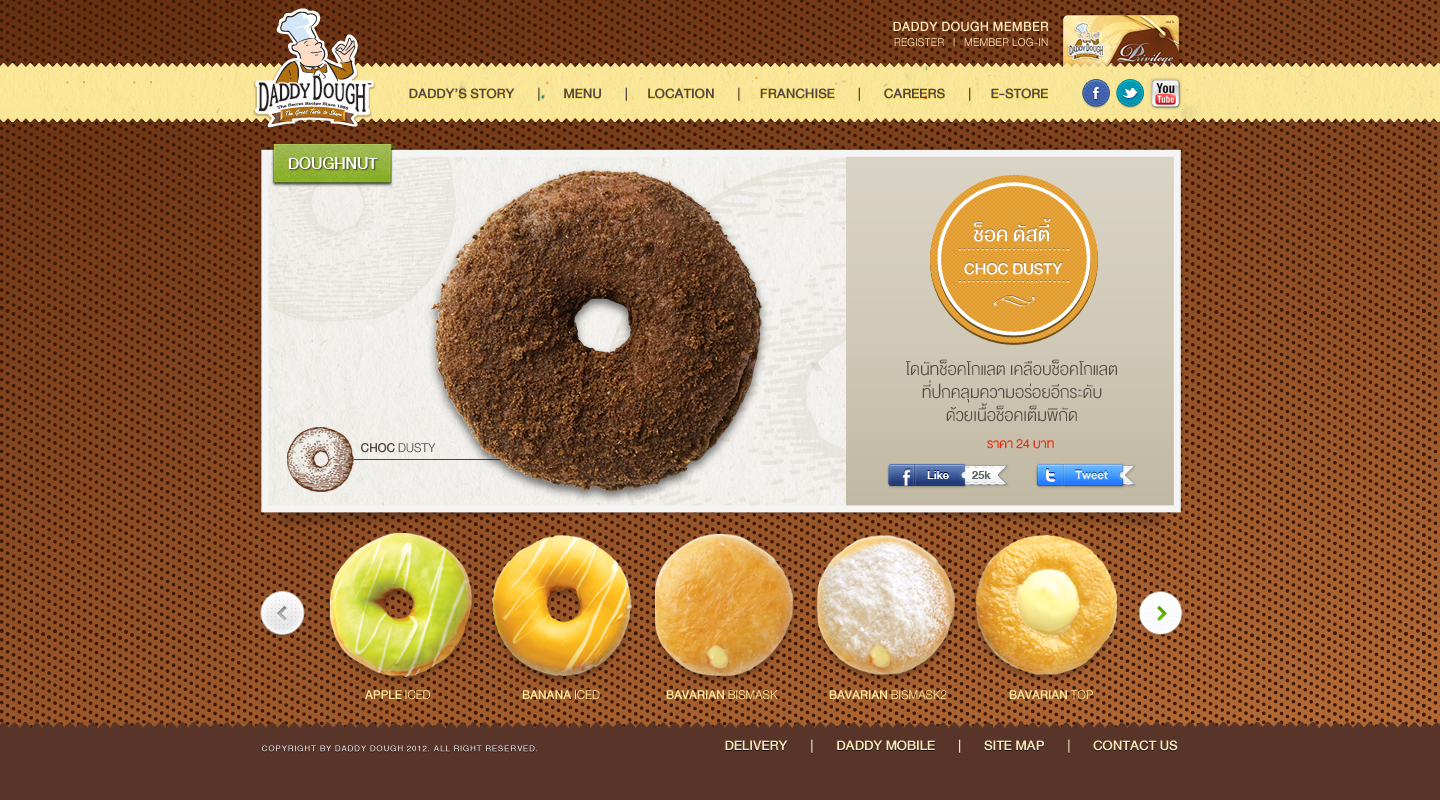 DADDY DOUGH
The Secret Recipe Since 1999
The Great Taste to Share
DADDY DOUGH MEMBER
REGISTER | MEMBER LOG-IN
DADDY DOUGH
Privilege
DADDY'S STORY | MENU | LOCATION | FRANCHISE | CAREERS | E-STORE
f
You
Tube
DOUGHNUT
ช็อค ดัสตี้
CHOC DUSTY
โดนัทช็อคโกแลต เคลือบช็อคโกแลต
ที่ปกคลุมความอร่อยอีกระดับ
ด้วยเนื้อช็อคเต็มพิกัด
ราคา 24 บาท
f Like 25k
t Tweet
CHOC DUSTY
APPLE ICED
BANANA ICED
BAVARIAN BISMASK
BAVARIAN BISMASK2
BAVARIAN TOP
COPYRIGHT BY DADDY DOUGH 2012. ALL RIGHT RESERVED.
DELIVERY | DADDY MOBILE | SITE MAP | CONTACT US